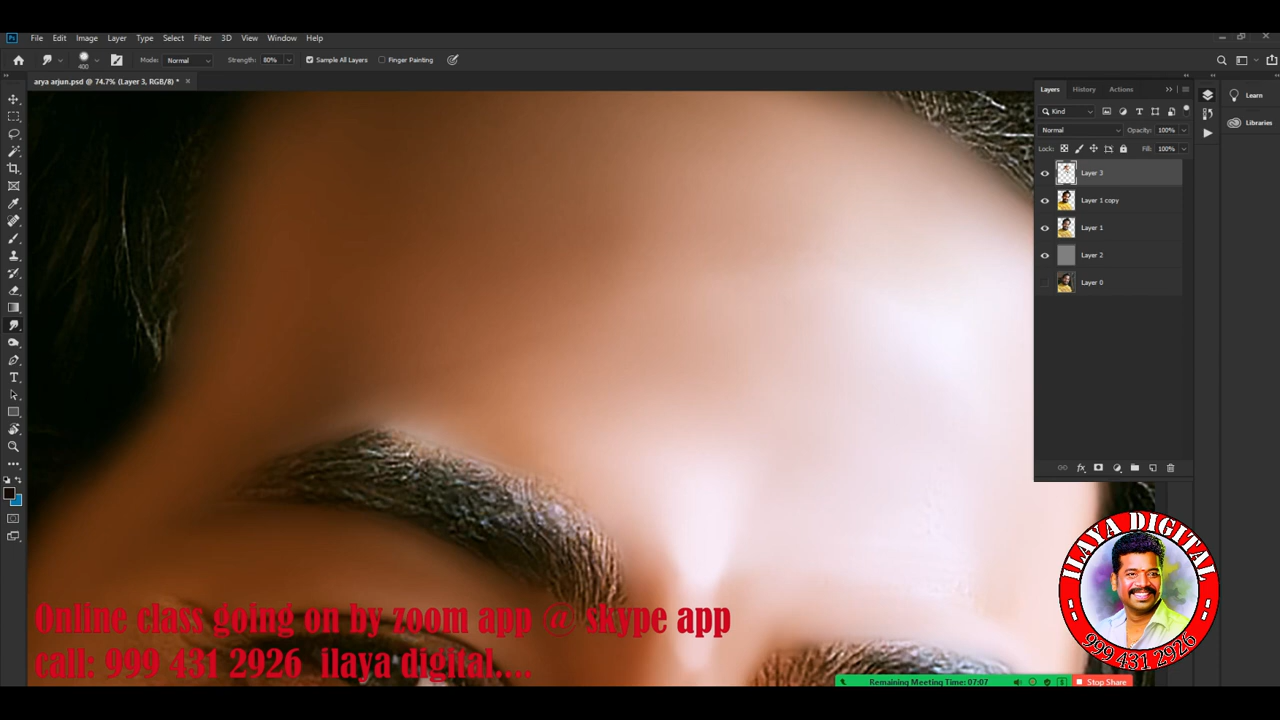 Ps File Edit Image Layer Type Select Filter 3D View Window Help
400 Mode: Normal Strength: 80% Sample All Layers Finger Painting
arya arjun.psd @ 74.7% (Layer 3, RGB/8) * ×
Layers History Actions
Learn
Kind
Libraries
Normal Opacity: 100%
Lock: Fill: 100%
Layer 3
Layer 1 copy
Layer 1
Layer 2
Layer 0
fx
ILAYA DIGITAL
999 431 2926
Online class going on by zoom app @ skype app
call: 999 431 2926 ilaya digital....
Remaining Meeting Time: 07:07 Stop Share